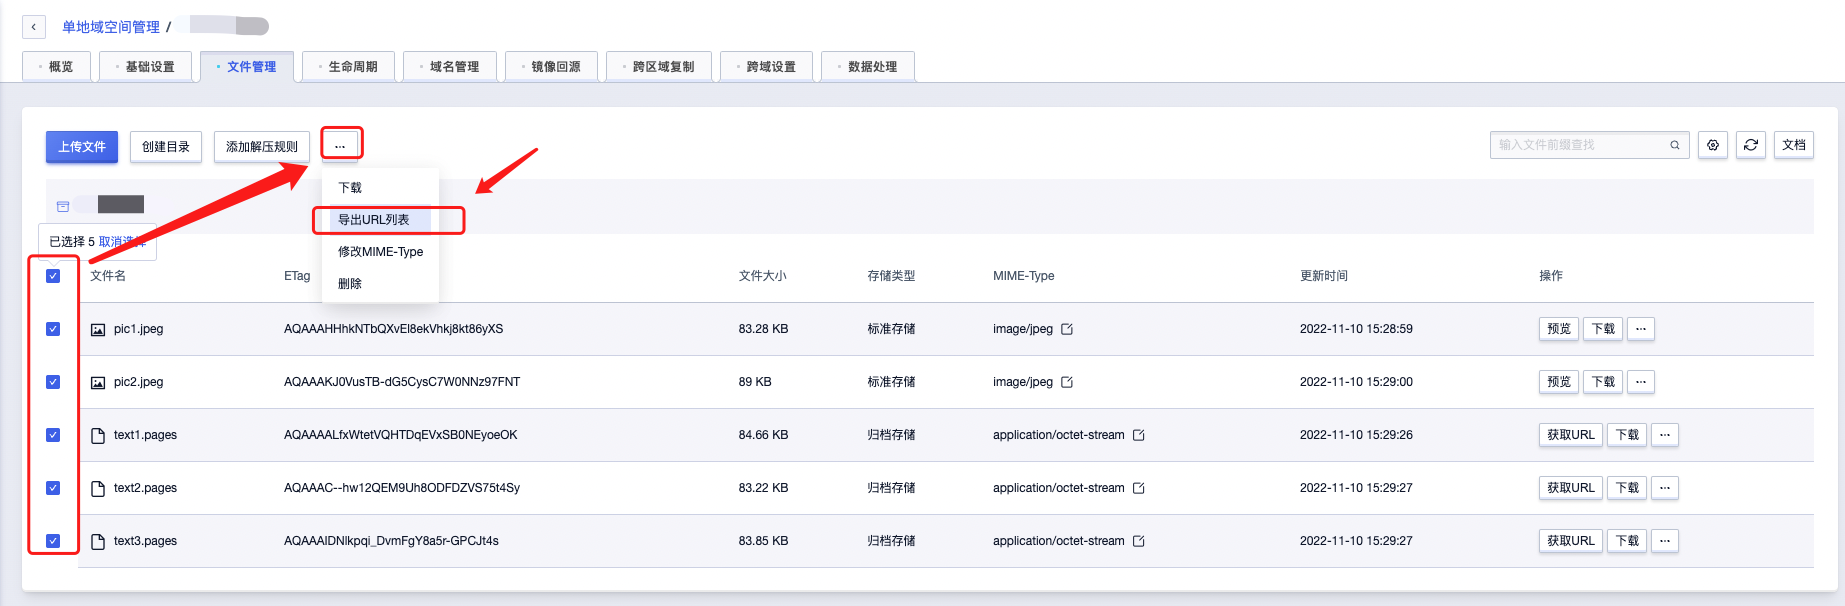 单地域空间管理 /
概览 基础设置 文件管理 生命周期 域名管理 镜像回源 跨区域复制 跨域设置 数据处理
上传文件 创建目录 添加解压规则 ... 输入文件前缀查找 文档
下载
导出URL列表
修改MIME-Type
删除
已选择 5 取消选择
文件名 ETag 文件大小 存储类型 MIME-Type 更新时间 操作
pic1.jpeg AQAAAHHhkNTbQXvEl8ekVhkj8kt86yXS 83.28 KB 标准存储 image/jpeg 2022-11-10 15:28:59 预览 下载 ...
pic2.jpeg AQAAAKJ0VusTB-dG5CysC7W0NNz97FNT 89 KB 标准存储 image/jpeg 2022-11-10 15:29:00 预览 下载 ...
text1.pages AQAAAALfxWtetVQHTDqEVxSB0NEyoeOK 84.66 KB 归档存储 application/octet-stream 2022-11-10 15:29:26 获取URL 下载 ...
text2.pages AQAAAC--hw12QEM9Uh8ODFDZVS75t4Sy 83.22 KB 归档存储 application/octet-stream 2022-11-10 15:29:27 获取URL 下载 ...
text3.pages AQAAAIDNlkpqi_DvmFgY8a5r-GPCJt4s 83.85 KB 归档存储 application/octet-stream 2022-11-10 15:29:27 获取URL 下载 ...